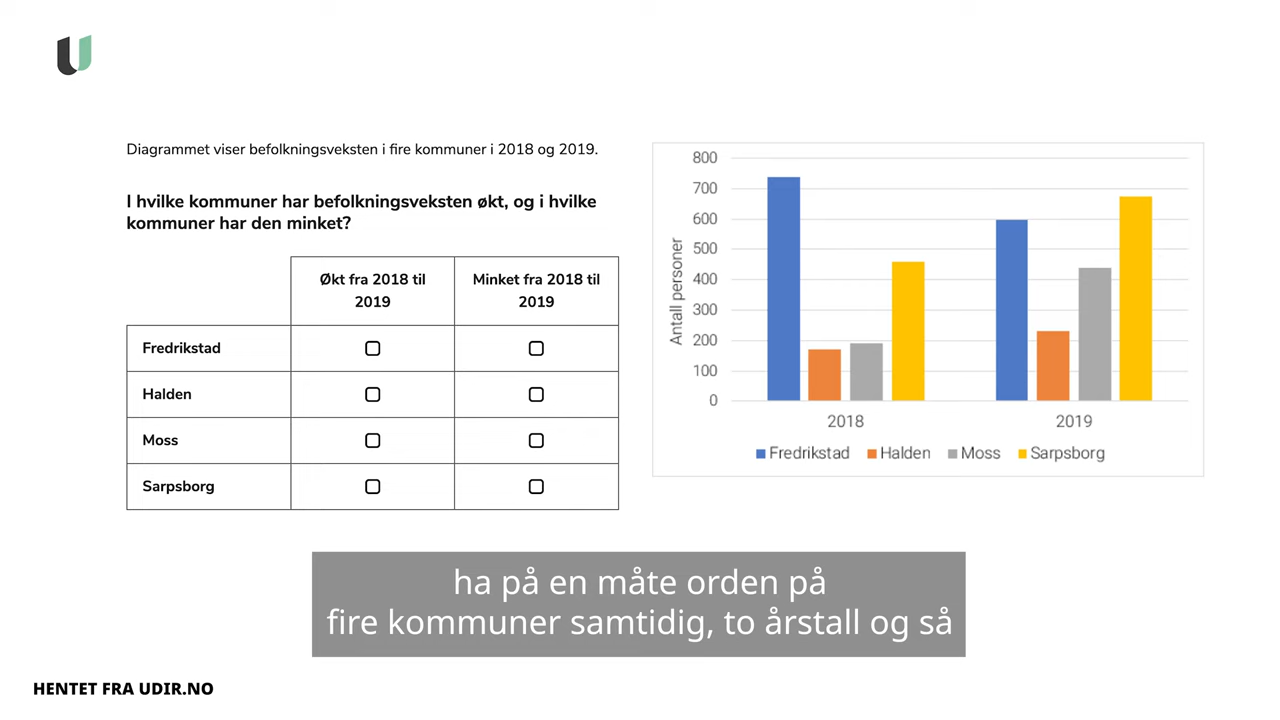 Diagrammet viser befolkningsveksten i fire kommuner i 2018 og 2019.
I hvilke kommuner har befolkningsveksten økt, og i hvilke
kommuner har den minket?
Økt fra 2018 til
2019
Minket fra 2018 til
2019
Fredrikstad
Halden
Moss
Sarpsborg
Antall personer
800
700
600
500
400
300
200
100
0
2018
2019
Fredrikstad
Halden
Moss
Sarpsborg
ha på en måte orden på
fire kommuner samtidig, to årstall og så
HENTET FRA UDIR.NO